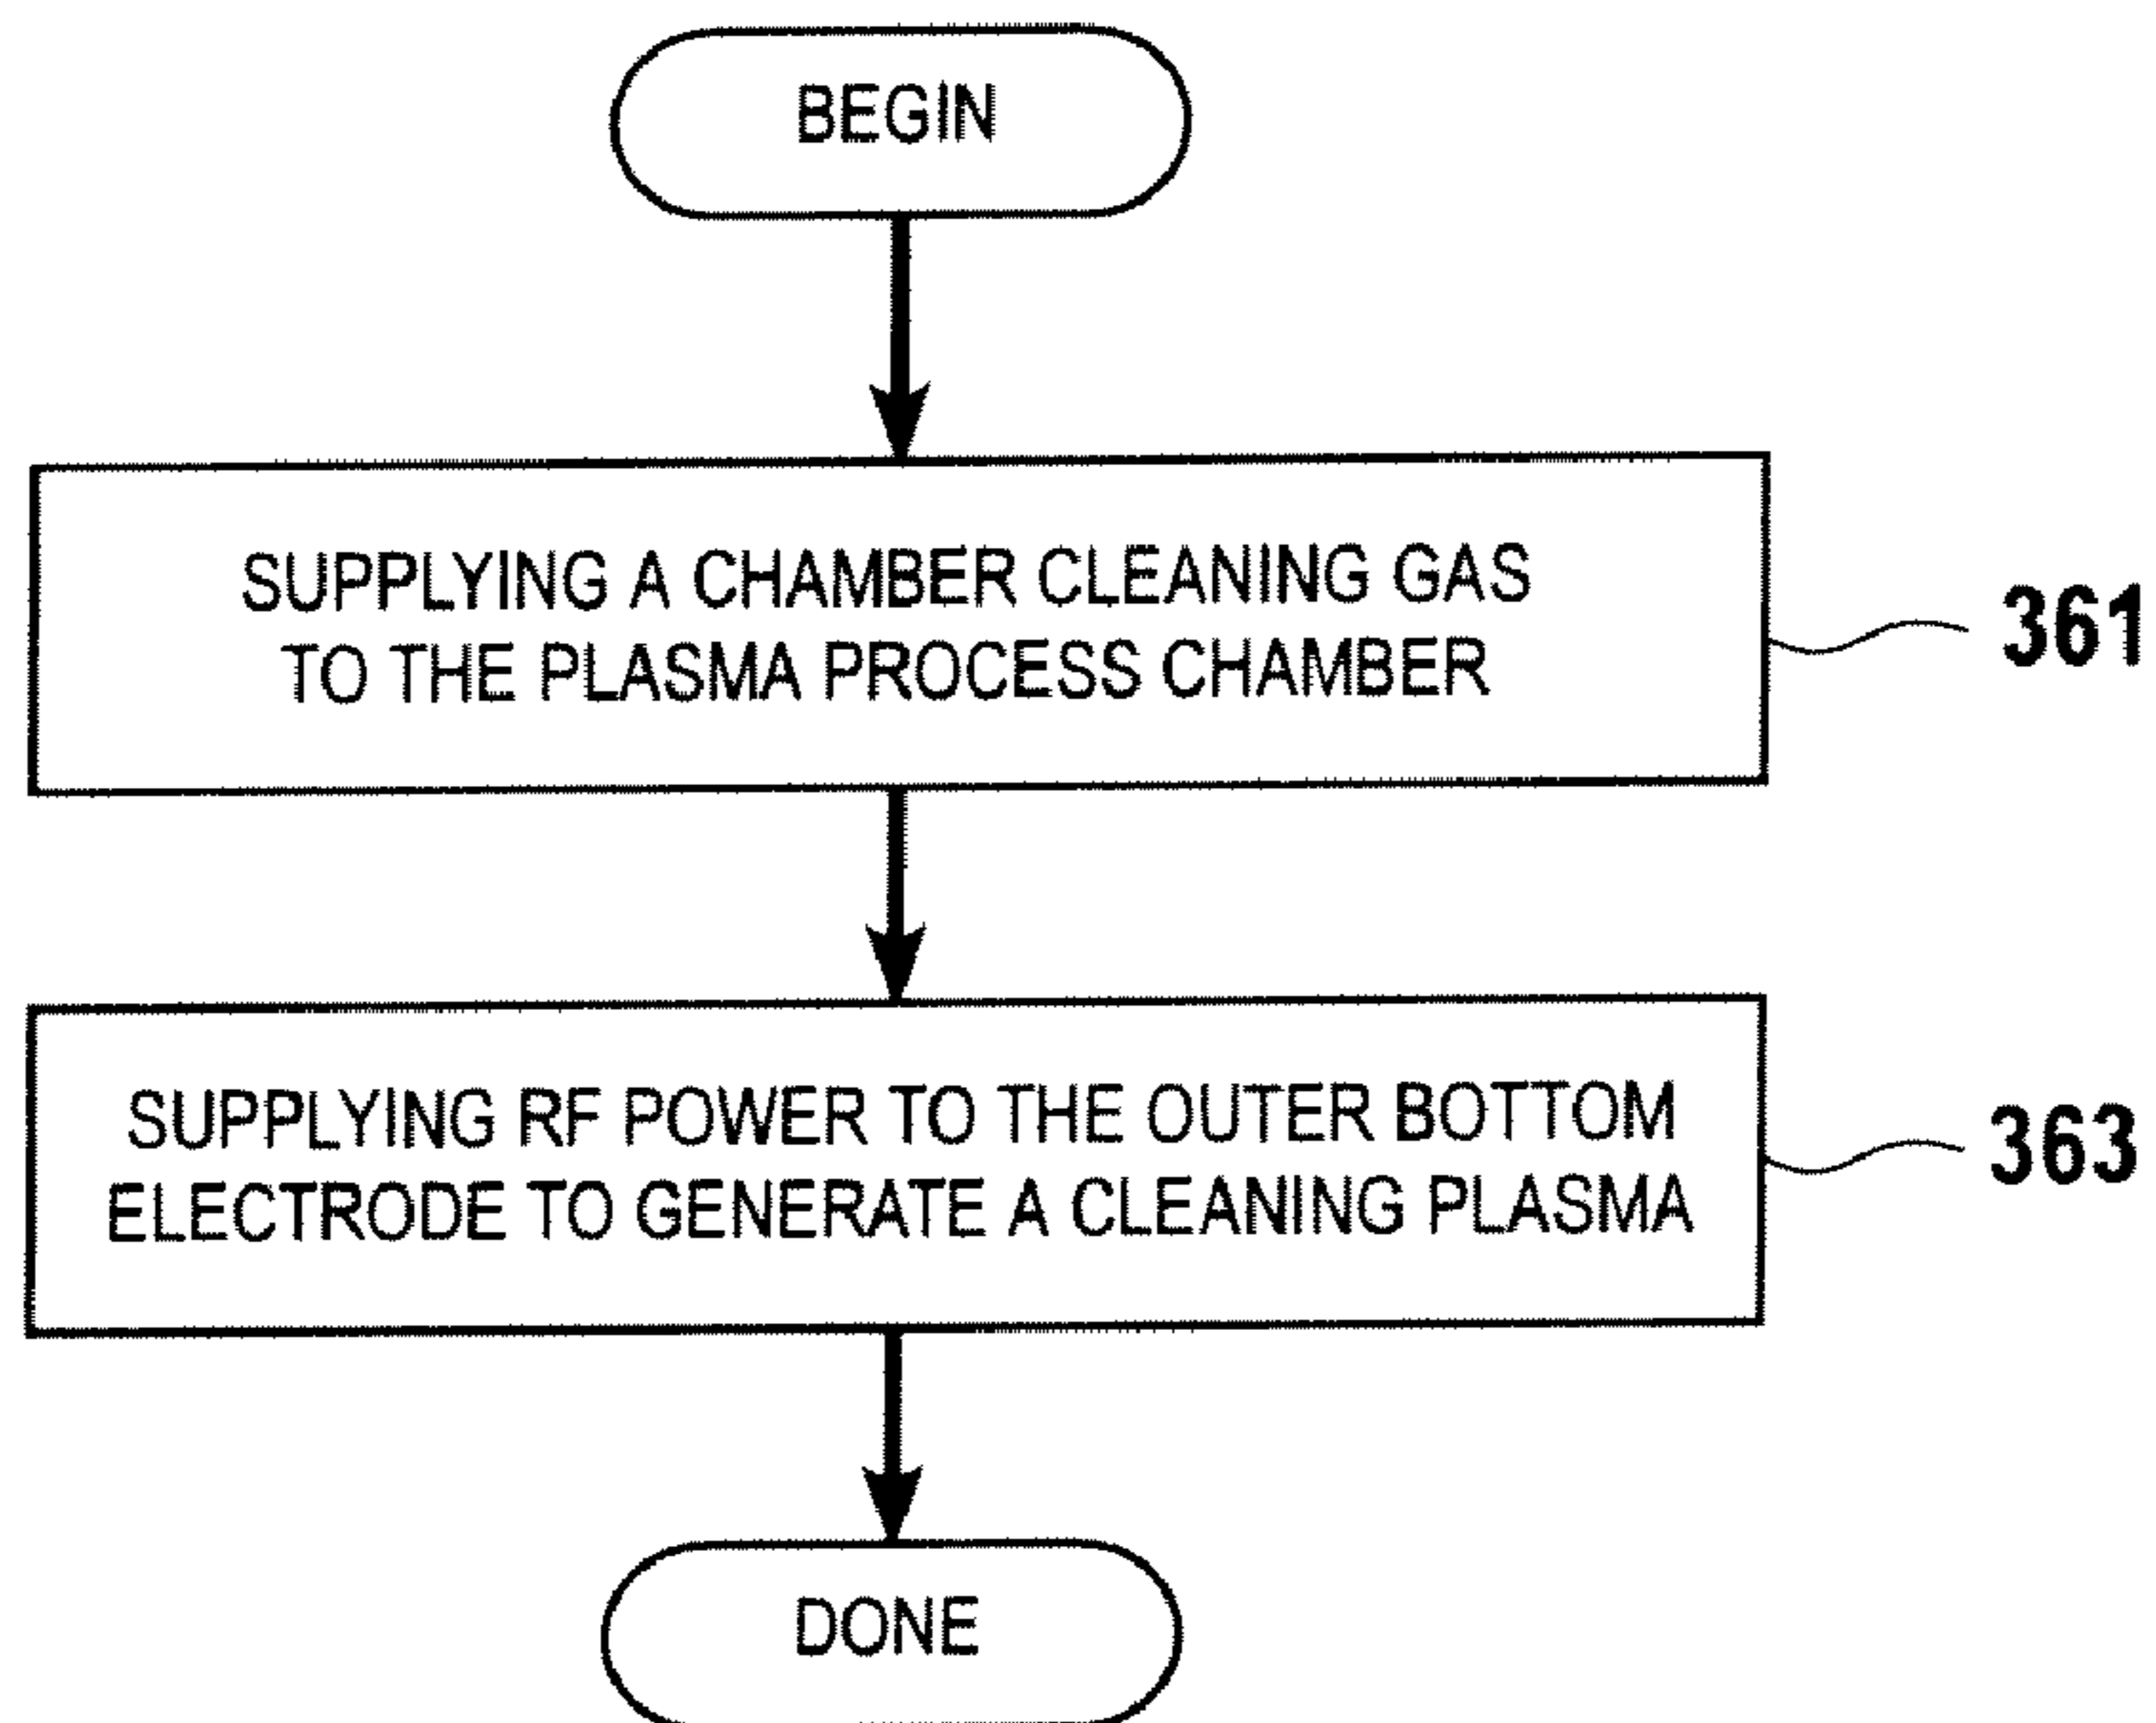 BEGIN
SUPPLYING A CHAMBER CLEANING GAS
TO THE PLASMA PROCESS CHAMBER
361
SUPPLYING RF POWER TO THE OUTER BOTTOM
ELECTRODE TO GENERATE A CLEANING PLASMA
363
DONE